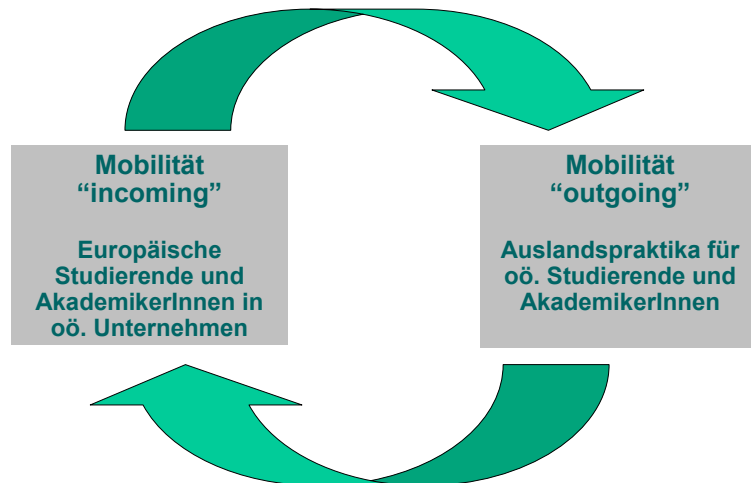 Mobilität
“incoming”
Europäische
Studierende und
AkademikerInnen in
oö. Unternehmen
Mobilität
“outgoing”
Auslandspraktika für
oö. Studierende und
AkademikerInnen